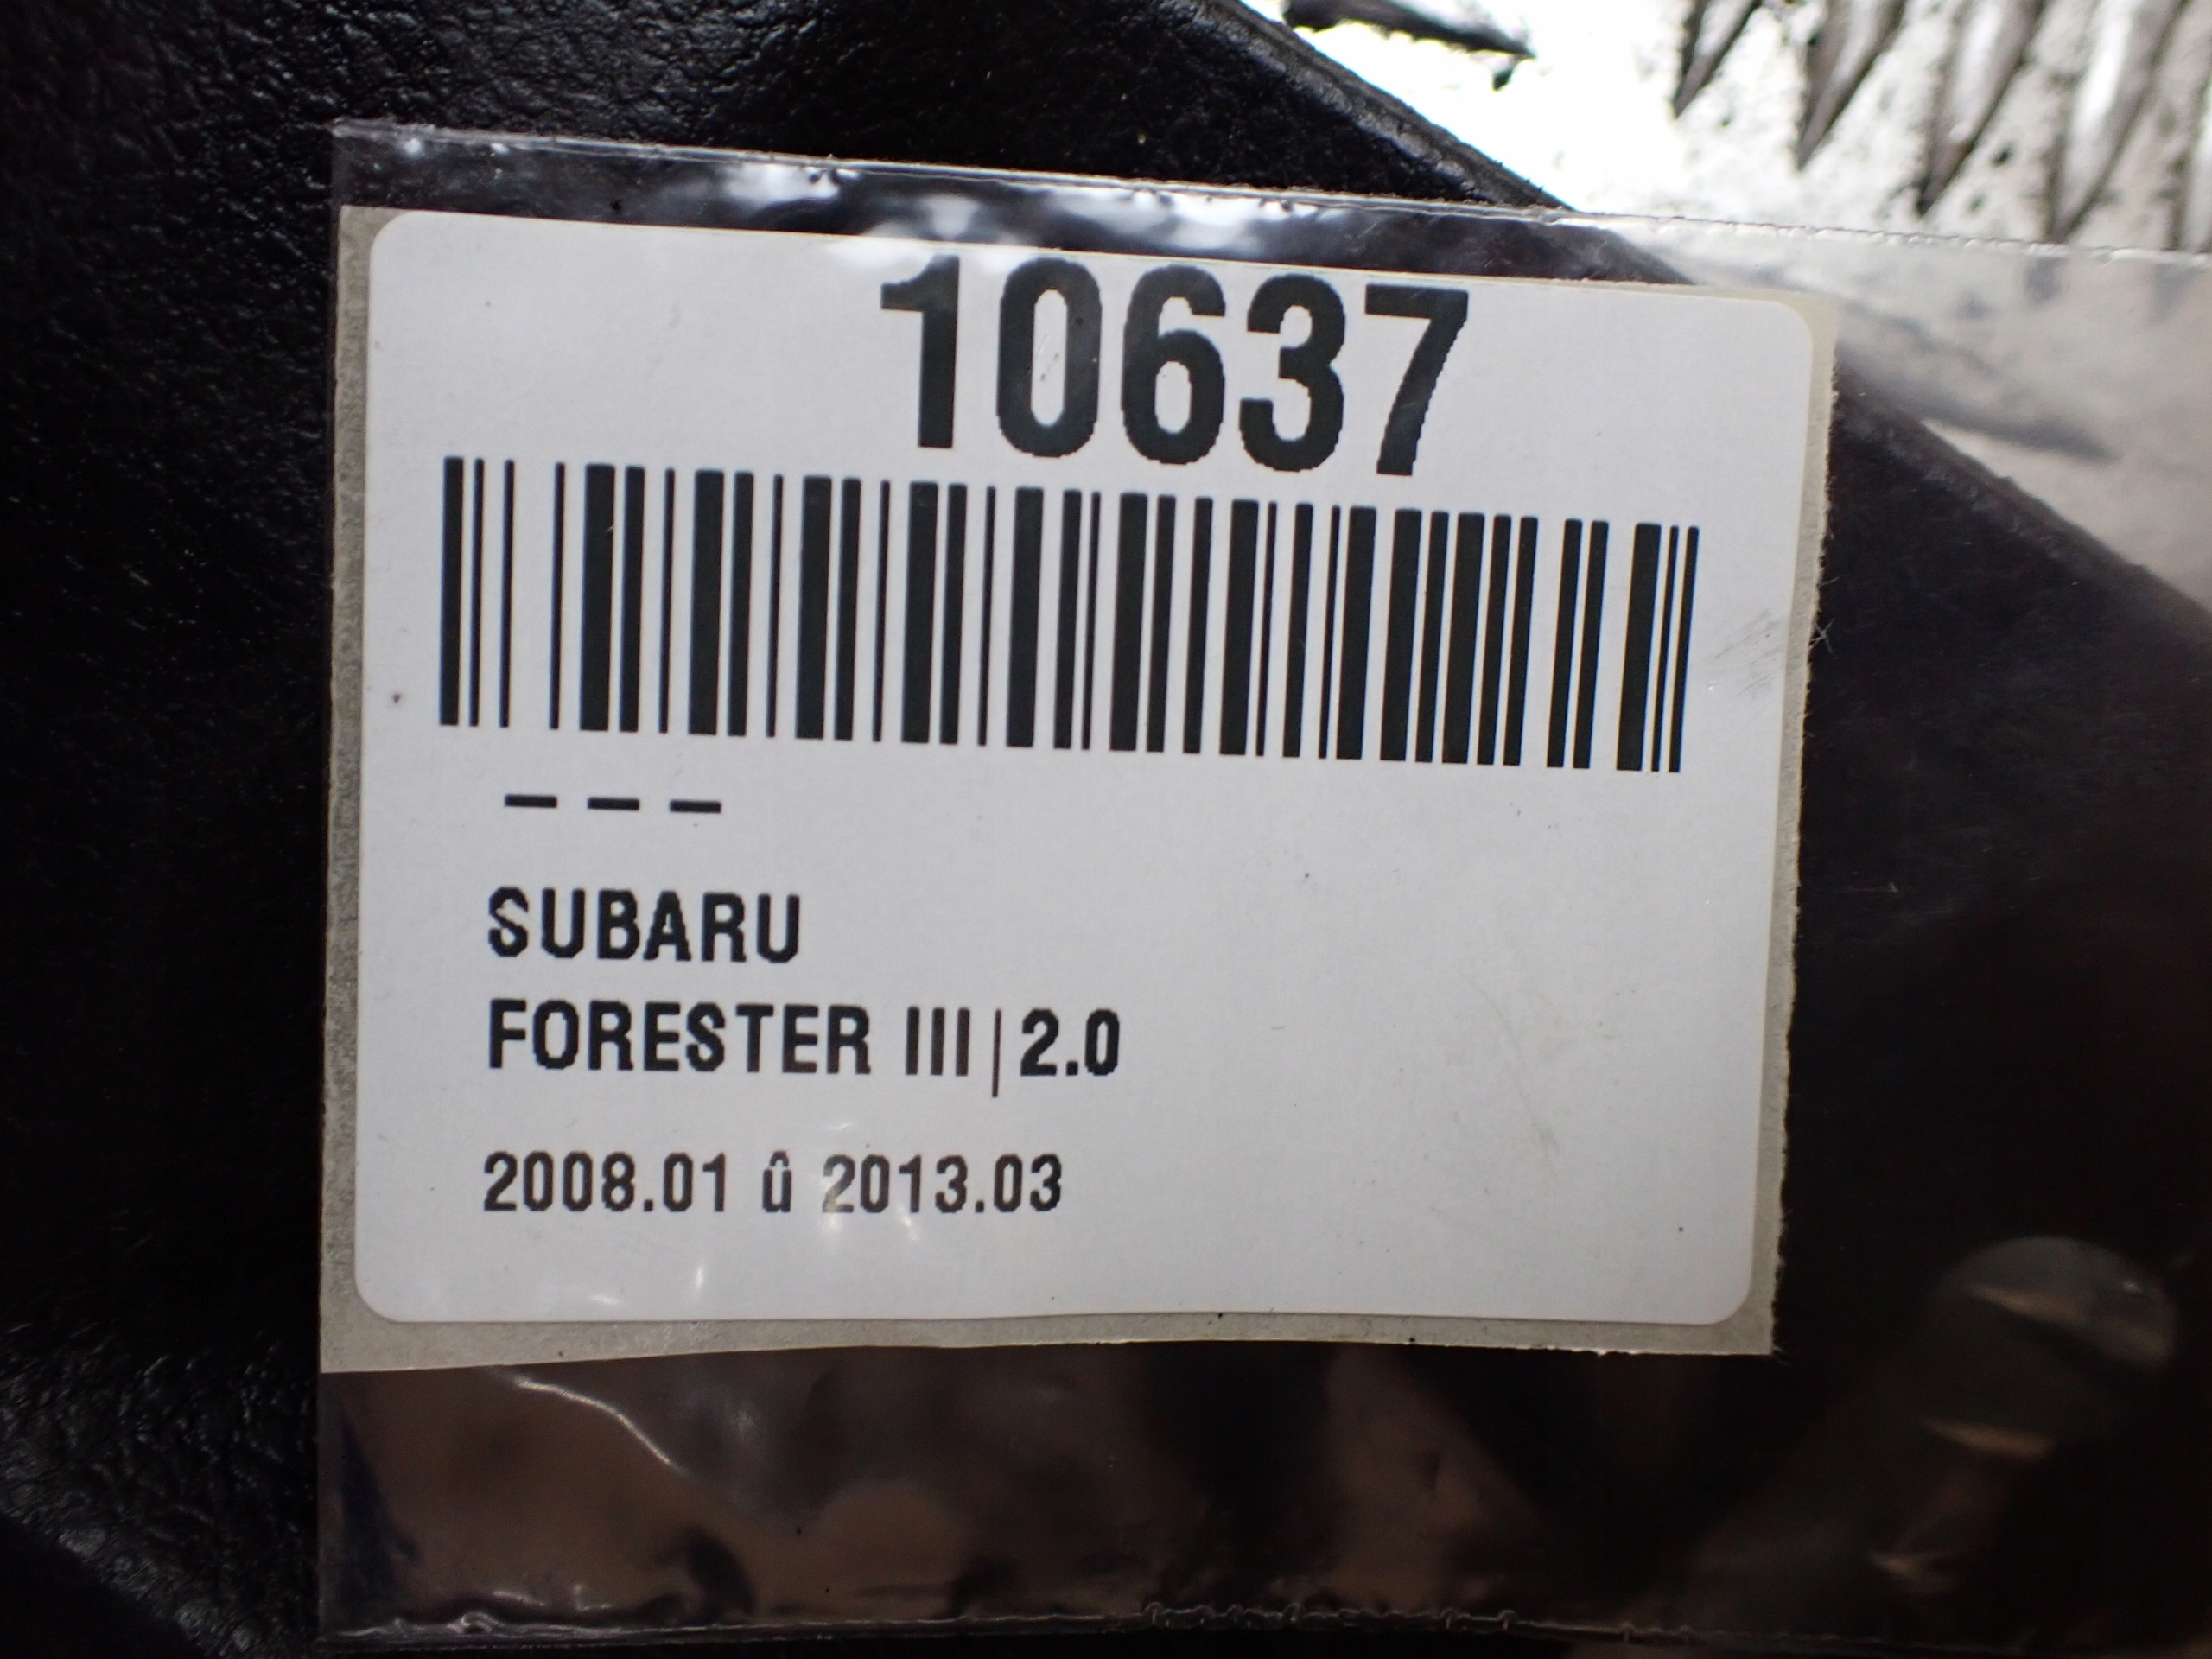 10637
– – –
SUBARU
FORESTER III|2.0
2008.01 û 2013.03